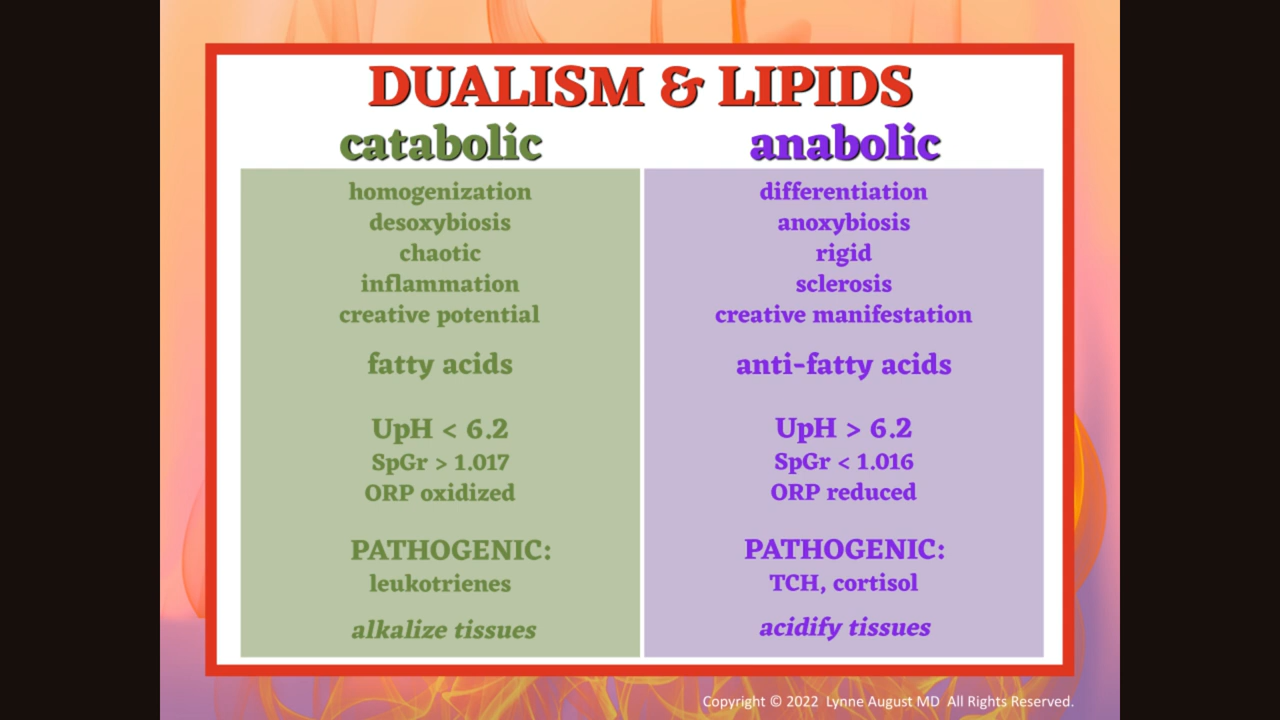 DUALISM & LIPIDS
catabolic
homogenization
desoxybiosis
chaotic
inflammation
creative potential
fatty acids
UpH < 6.2
SpGr > 1.017
ORP oxidized
PATHOGENIC:
leukotrienes
alkalize tissues
anabolic
differentiation
anoxybiosis
rigid
sclerosis
creative manifestation
anti-fatty acids
UpH > 6.2
SpGr < 1.016
ORP reduced
PATHOGENIC:
TCH, cortisol
acidify tissues
Copyright © 2022 Lynne August MD All Rights Reserved.